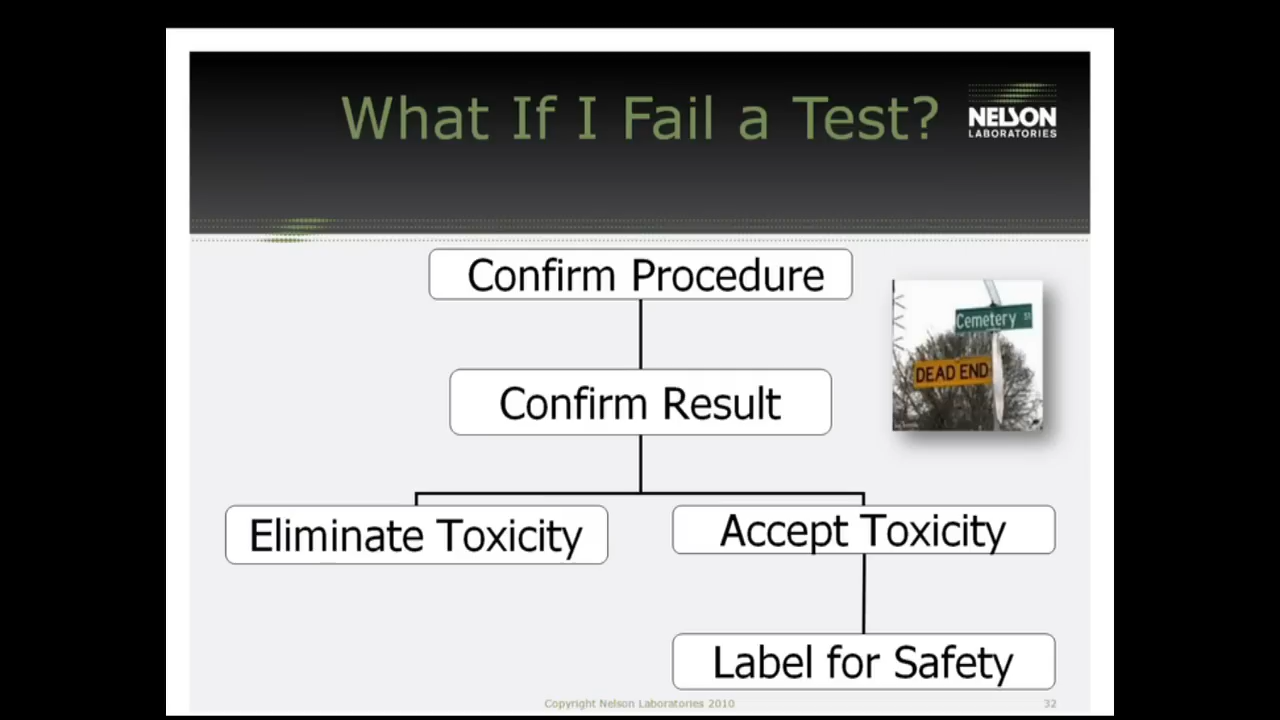 What If I Fail a Test?
NELSON
LABORATORIES
Confirm Procedure
Cemetery ST
DEAD END
Confirm Result
Eliminate Toxicity
Accept Toxicity
Label for Safety
Copyright Nelson Laboratories 2010
32